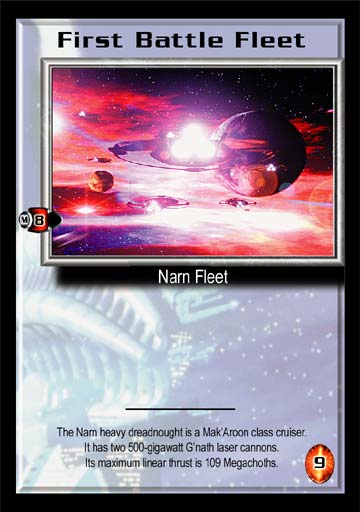 First Battle Fleet
M 8
Narn Fleet
The Narn heavy dreadnought is a Mak'Aroon class cruiser.
It has two 500-gigawatt G'nath laser cannons.
Its maximum linear thrust is 109 Megachoths.
9